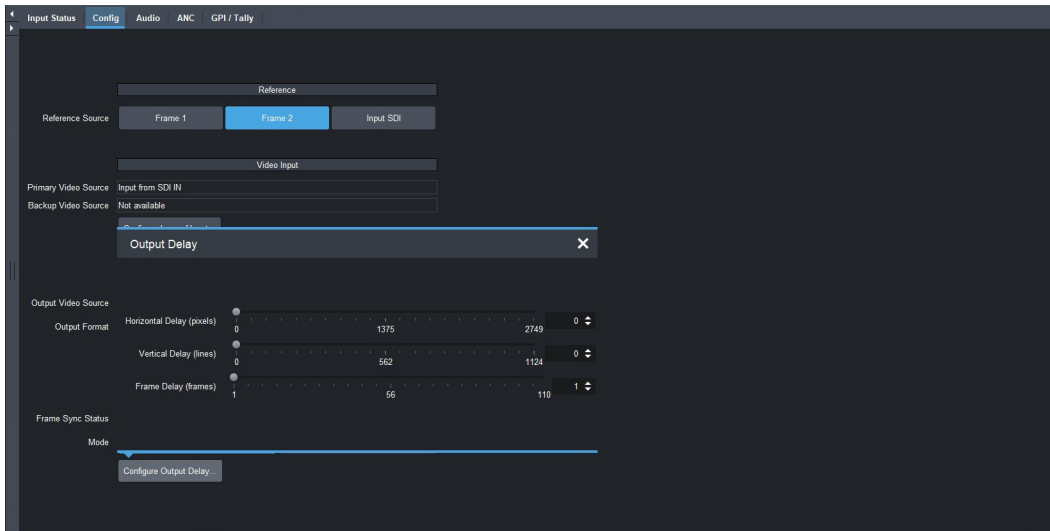 Input Status Config Audio ANC GPI / Tally
Reference
Reference Source Frame 1 Frame 2 Input SDI
Video Input
Primary Video Source Input from SDI IN
Backup Video Source Not available
Output Delay
Output Video Source
Output Format
Horizontal Delay (pixels) 0 1375 2749 0
Vertical Delay (lines) 0 562 1124 0
Frame Delay (frames) 1 56 110 1
Frame Sync Status
Mode
Configure Output Delay...